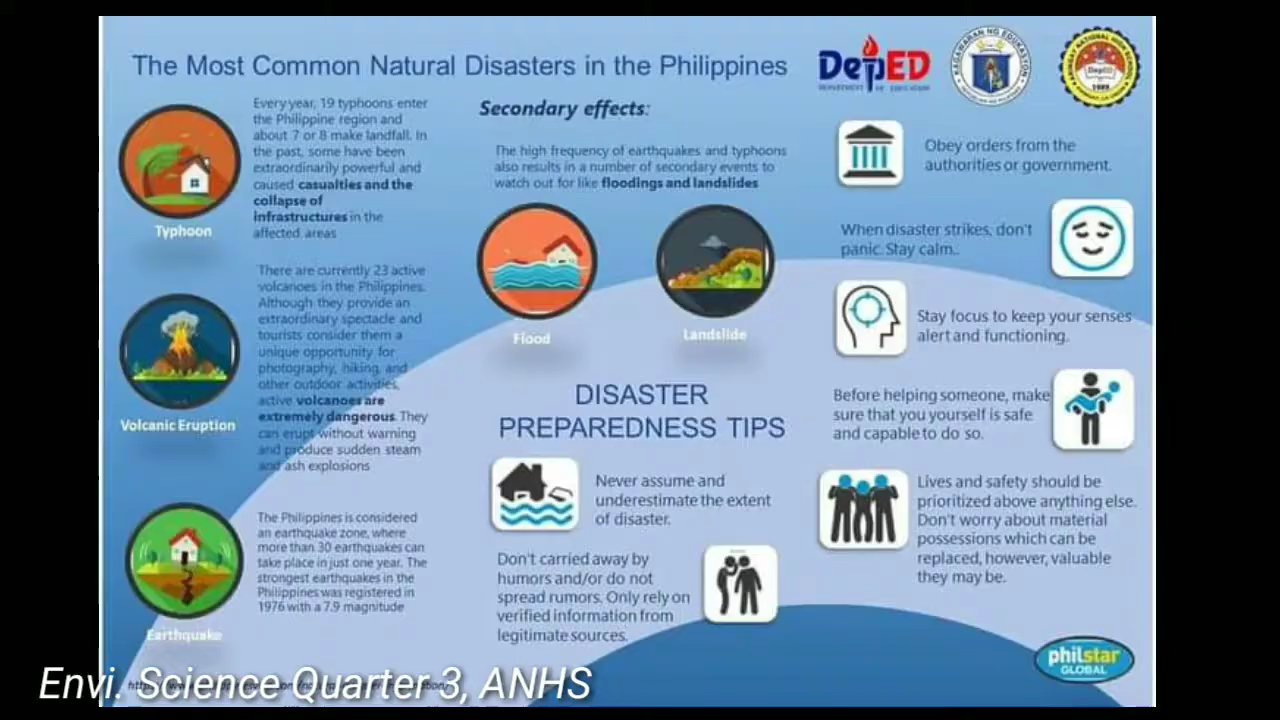 The Most Common Natural Disasters in the Philippines
Every year, 19 typhoons enter
the Philippine region and
about 7 or 8 make landfall. In
the past, some have been
extraordinarily powerful and
caused casualties and the
collapse of
infrastructures in the
affected areas
Typhoon
There are currently 23 active
volcanoes in the Philippines.
Although they provide an
extraordinary spectacle and
tourists consider them a
unique opportunity for
photography, hiking, and
other outdoor activities,
active volcanoes are
extremely dangerous. They
can erupt without warning
and produce sudden steam
and ash explosions
Volcanic Eruption
The Philippines is considered
an earthquake zone, where
more than 30 earthquakes can
take place in just one year. The
strongest earthquakes in the
Philippines was registered in
1976 with a 7.9 magnitude
Earthquake
Secondary effects:
The high frequency of earthquakes and typhoons
also results in a number of secondary events to
watch out for like floodings and landslides
Flood
Landslide
DISASTER
PREPAREDNESS TIPS
Never assume and
underestimate the extent
of disaster.
Don't carried away by
humors and/or do not
spread rumors. Only rely on
verified information from
legitimate sources.
DepED
DEPARTMENT OF EDUCATION
KAGAWARAN NG EDUKASYON
DepED
Obey orders from the
authorities or government.
When disaster strikes, don't
panic. Stay calm..
Stay focus to keep your senses
alert and functioning.
Before helping someone, make
sure that you yourself is safe
and capable to do so.
Lives and safety should be
prioritized above anything else.
Don't worry about material
possessions which can be
replaced, however, valuable
they may be.
philstar
GLOBAL
Envi. Science Quarter 3, ANHS